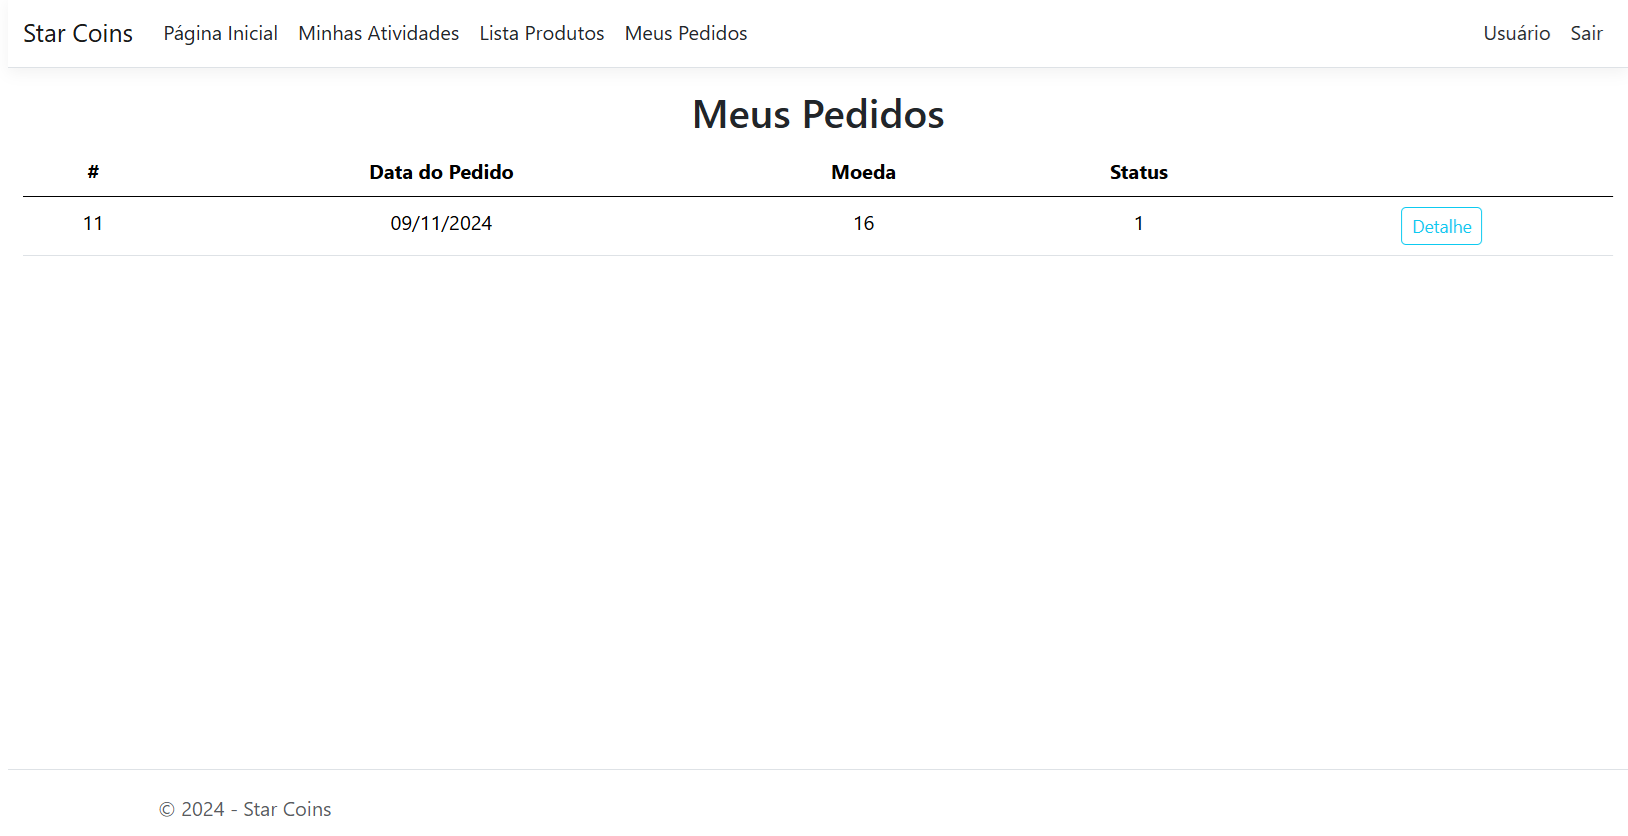 Star Coins Página Inicial Minhas Atividades Lista Produtos Meus Pedidos Usuário Sair
Meus Pedidos
# Data do Pedido Moeda Status
11 09/11/2024 16 1 Detalhe
© 2024 - Star Coins